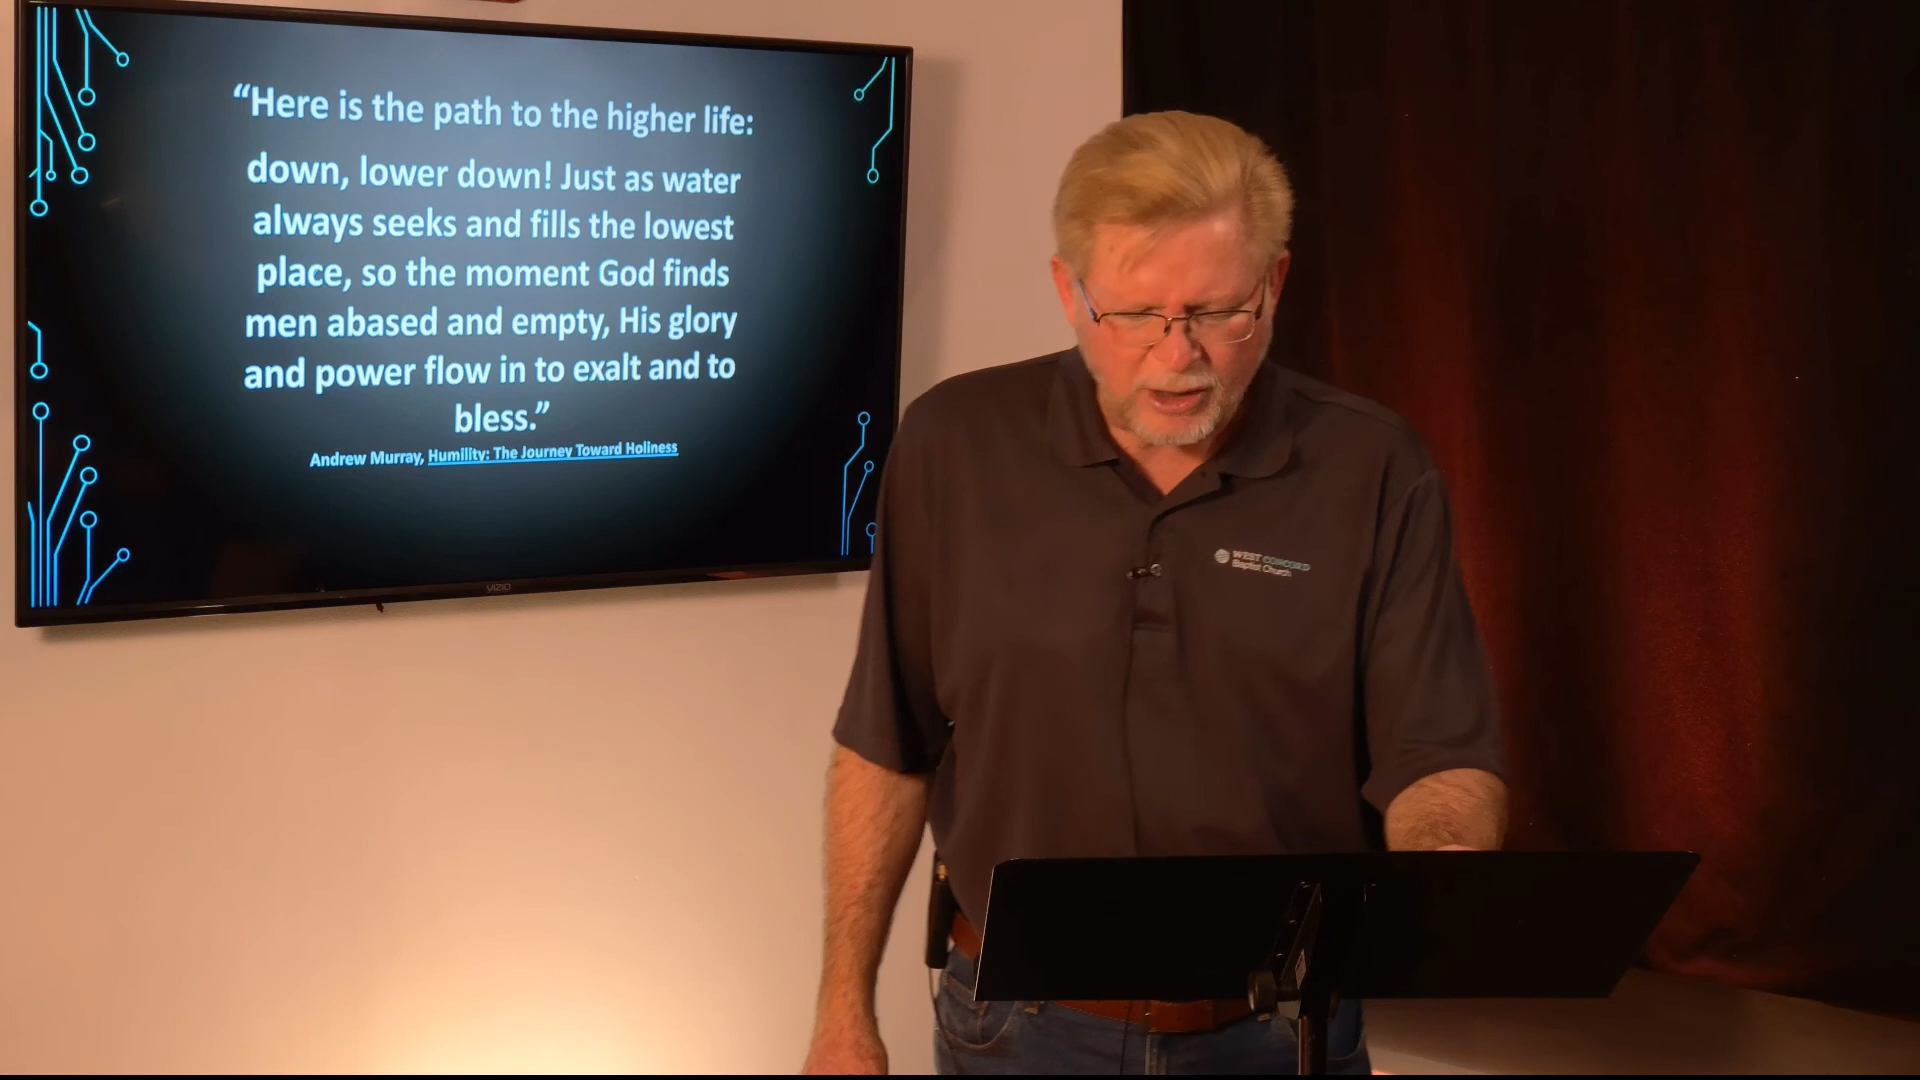 “Here is the path to the higher life:
down, lower down! Just as water
always seeks and fills the lowest
place, so the moment God finds
men abased and empty, His glory
and power flow in to exalt and to
bless.”
Andrew Murray, Humility: The Journey Toward Holiness
VIZIO
WEST CONCORD
Baptist Church